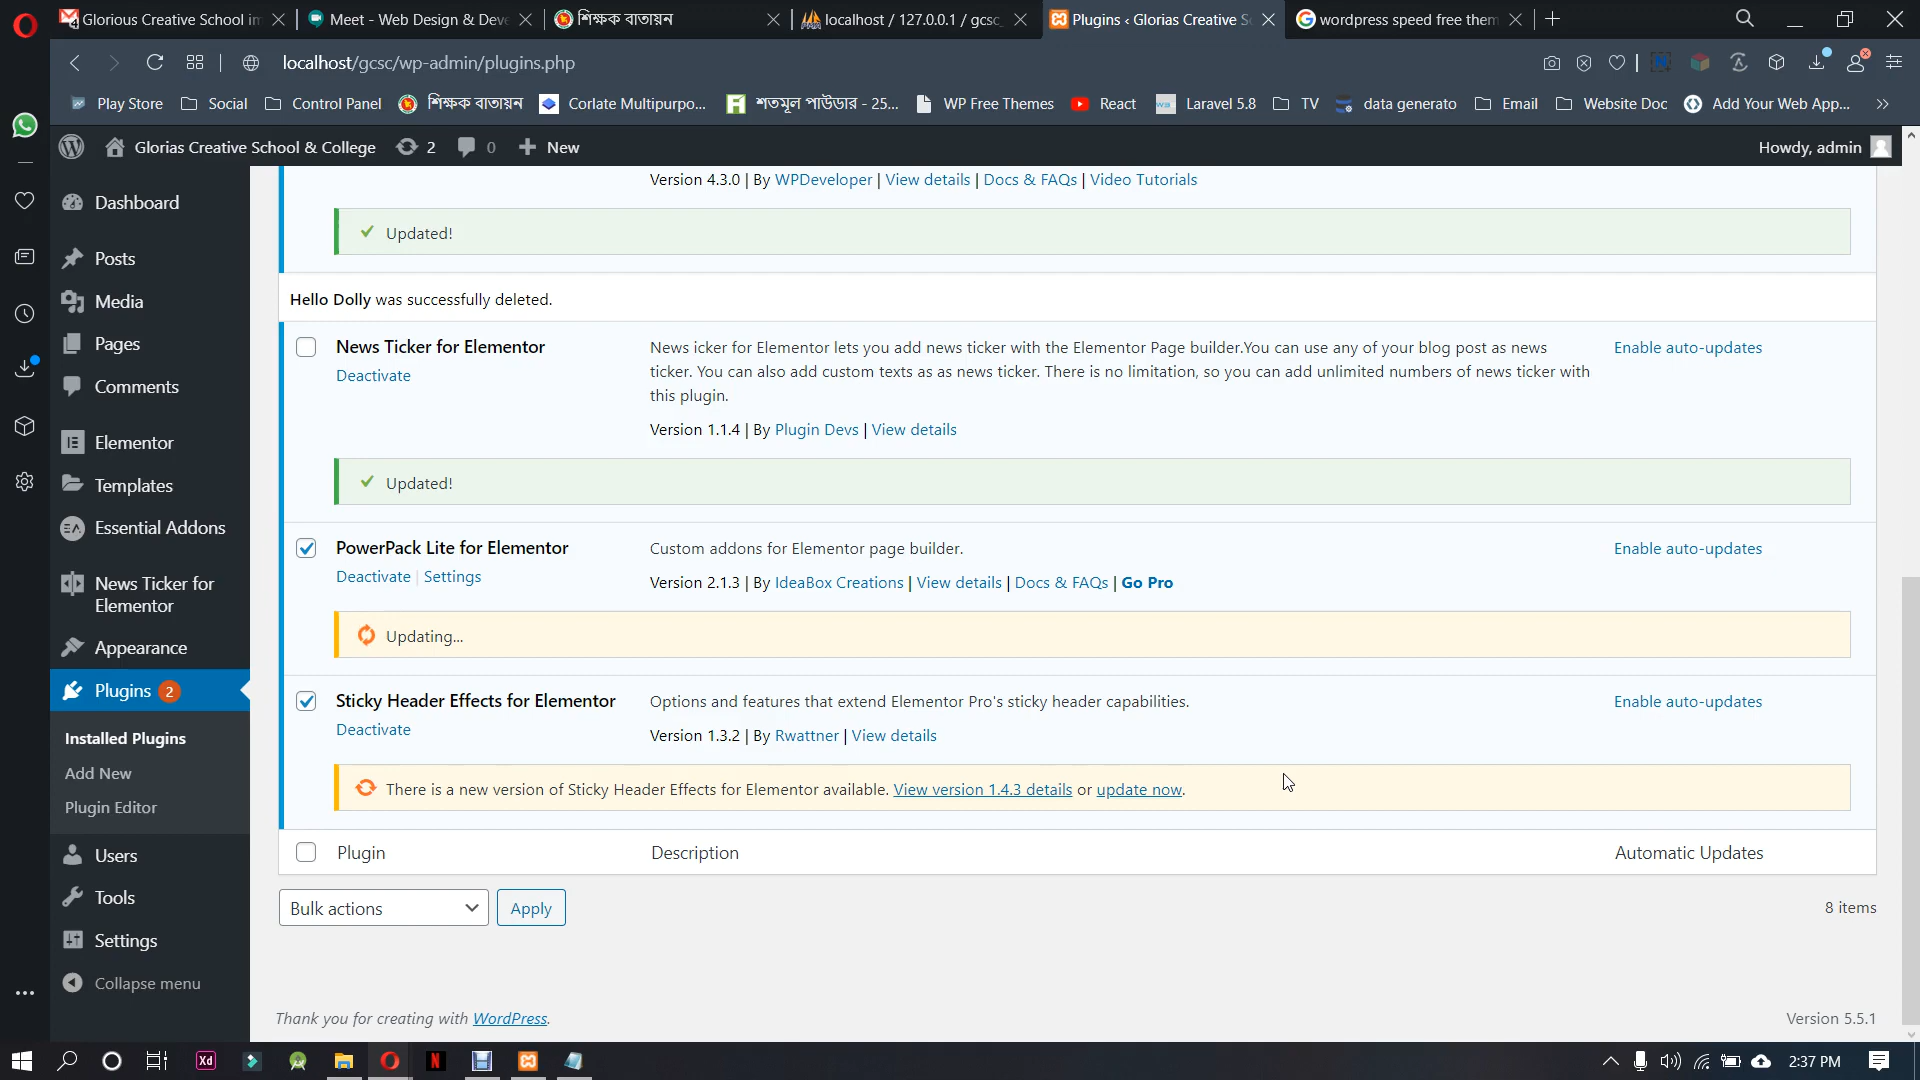 Glorious Creative School in
Meet - Web Design & Deve
শিক্ষক বাতায়ন
localhost / 127.0.0.1 / gcsc_
Plugins ‹ Glorias Creative S
wordpress speed free them
localhost/gcsc/wp-admin/plugins.php
Play Store
Social
Control Panel
শিক্ষক বাতায়ন
Corlate Multipurpo...
শতমূল পাউডার - 25...
WP Free Themes
React
Laravel 5.8
TV
data generato
Email
Website Doc
Add Your Web App...
Glorias Creative School & College
2
0
New
Howdy, admin
Dashboard
Posts
Media
Pages
Comments
Elementor
Templates
Essential Addons
News Ticker for
Elementor
Appearance
Plugins 2
Installed Plugins
Add New
Plugin Editor
Users
Tools
Settings
Collapse menu
Version 4.3.0 | By WPDeveloper | View details | Docs & FAQs | Video Tutorials
Updated!
Hello Dolly was successfully deleted.
News Ticker for Elementor
Deactivate
News icker for Elementor lets you add news ticker with the Elementor Page builder.You can use any of your blog post as news
ticker. You can also add custom texts as as news ticker. There is no limitation, so you can add unlimited numbers of news ticker with
this plugin.
Version 1.1.4 | By Plugin Devs | View details
Enable auto-updates
Updated!
PowerPack Lite for Elementor
Deactivate | Settings
Custom addons for Elementor page builder.
Version 2.1.3 | By IdeaBox Creations | View details | Docs & FAQs | Go Pro
Enable auto-updates
Updating...
Sticky Header Effects for Elementor
Deactivate
Options and features that extend Elementor Pro's sticky header capabilities.
Version 1.3.2 | By Rwattner | View details
Enable auto-updates
There is a new version of Sticky Header Effects for Elementor available. View version 1.4.3 details or update now.
Plugin
Description
Automatic Updates
Bulk actions
Apply
8 items
Thank you for creating with WordPress.
Version 5.5.1
Xd
N
2:37 PM